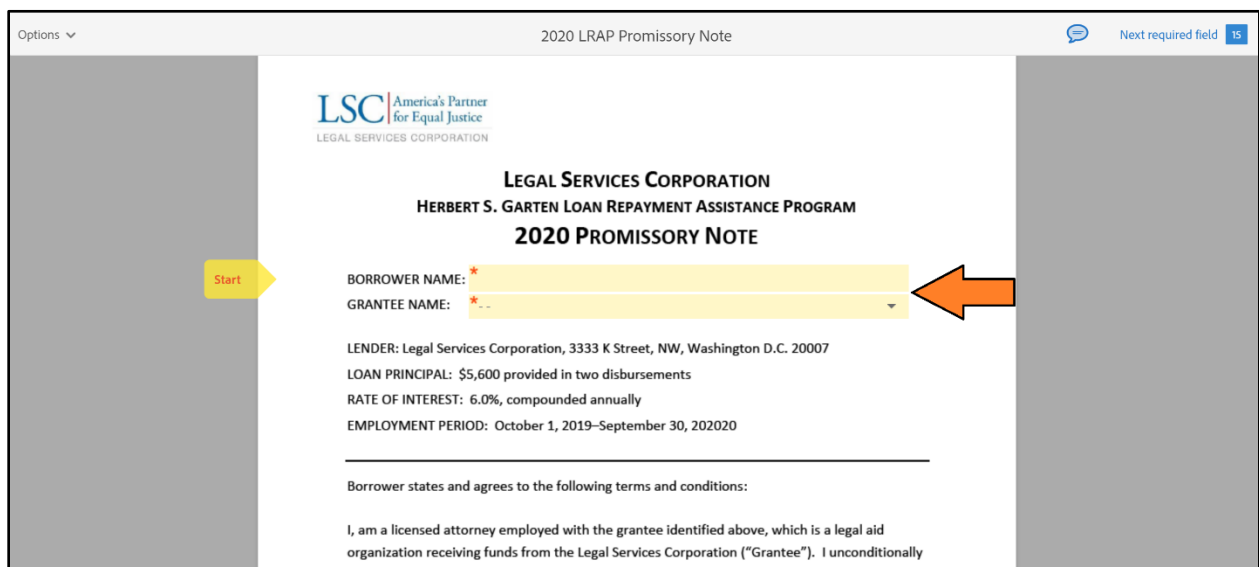 Options
2020 LRAP Promissory Note
Next required field 15
LSC America's Partner
for Equal Justice
LEGAL SERVICES CORPORATION
LEGAL SERVICES CORPORATION
HERBERT S. GARTEN LOAN REPAYMENT ASSISTANCE PROGRAM
2020 PROMISSORY NOTE
Start
BORROWER NAME: *
GRANTEE NAME: *--
LENDER: Legal Services Corporation, 3333 K Street, NW, Washington D.C. 20007
LOAN PRINCIPAL: $5,600 provided in two disbursements
RATE OF INTEREST: 6.0%, compounded annually
EMPLOYMENT PERIOD: October 1, 2019–September 30, 202020
Borrower states and agrees to the following terms and conditions:
I, am a licensed attorney employed with the grantee identified above, which is a legal aid
organization receiving funds from the Legal Services Corporation (“Grantee”). I unconditionally